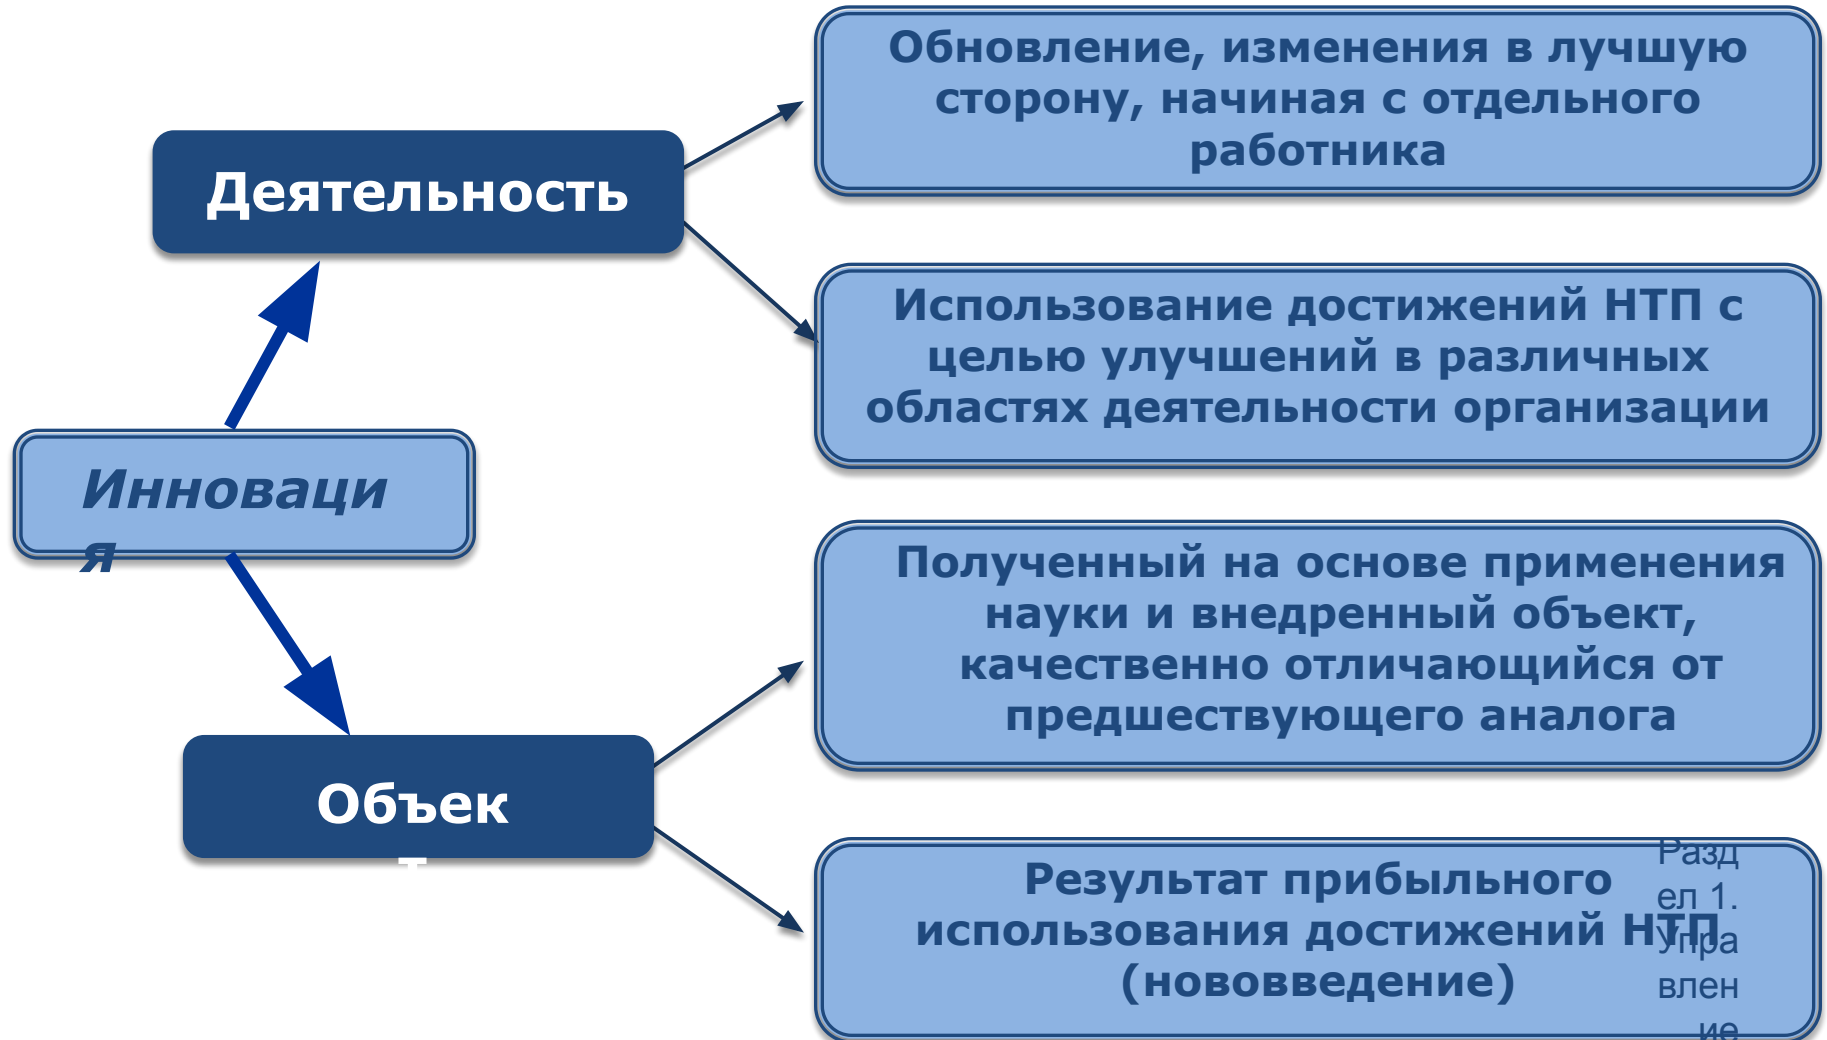 Обновление, изменения в лучшую
сторону, начиная с отдельного
работника
Деятельность
Использование достижений НТП с
целью улучшений в различных
областях деятельности организации
Инноваци
я
Полученный на основе применения
науки и внедренный объект,
качественно отличающийся от
предшествующего аналога
Объек
т
Результат прибыльного
использования достижений НТП
(нововведение)
Разд
ел 1.
Упра
влен
ие